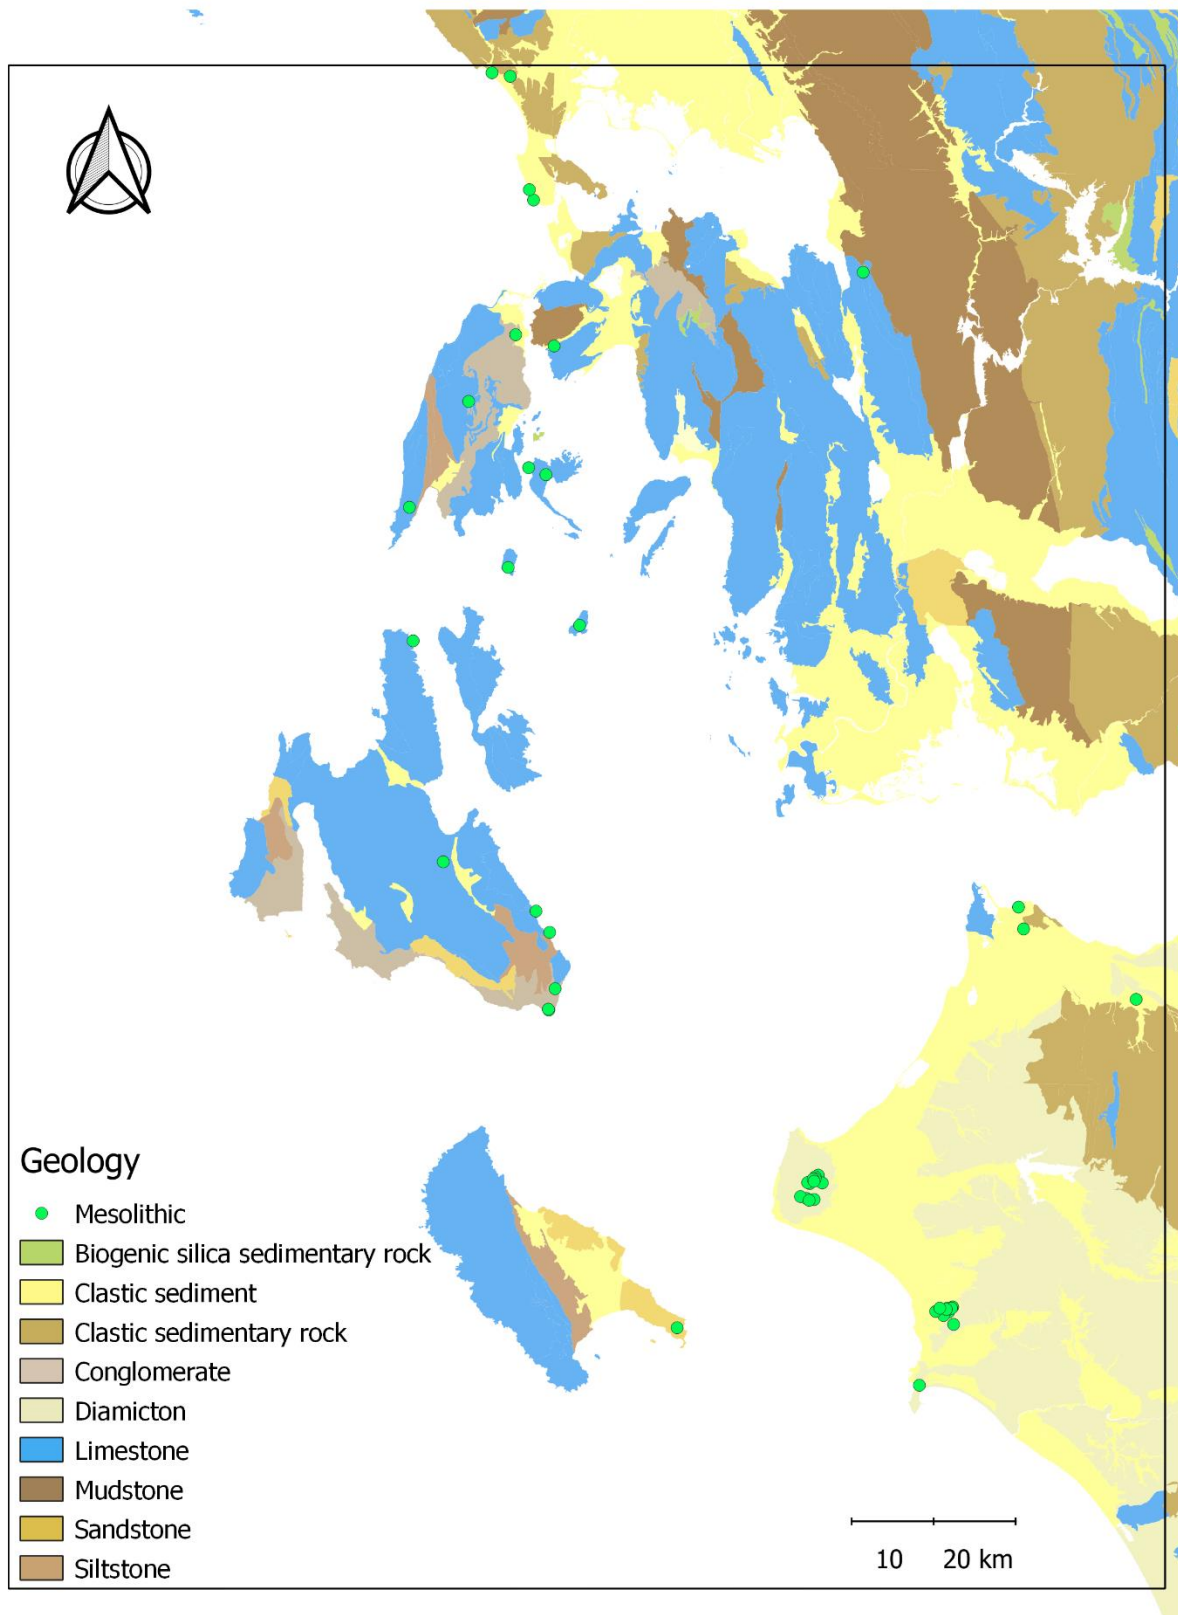 Geology
Mesolithic
Biogenic silica sedimentary rock
Clastic sediment
Clastic sedimentary rock
Conglomerate
Diamicton
Limestone
Mudstone
Sandstone
Siltstone
10 20 km